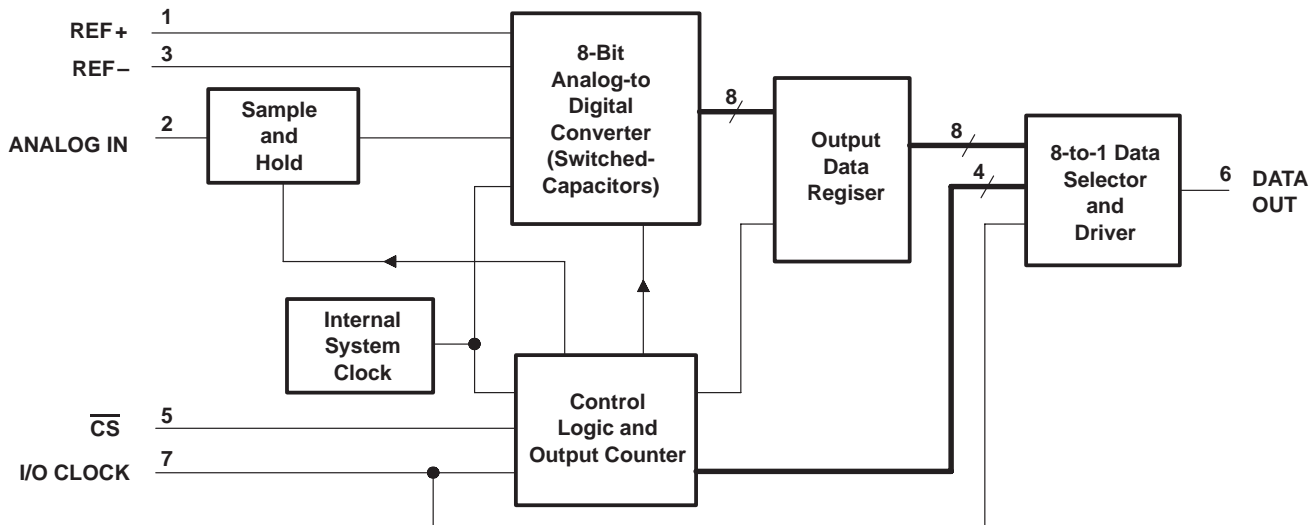 REF+
1
REF–
3
ANALOG IN
2
Sample
and
Hold
8-Bit
Analog-to
Digital
Converter
(Switched-
Capacitors)
8
Output
Data
Regiser
8
4
8-to-1 Data
Selector
and
Driver
6
DATA
OUT
Internal
System
Clock
Control
Logic and
Output Counter
CS
5
I/O CLOCK
7